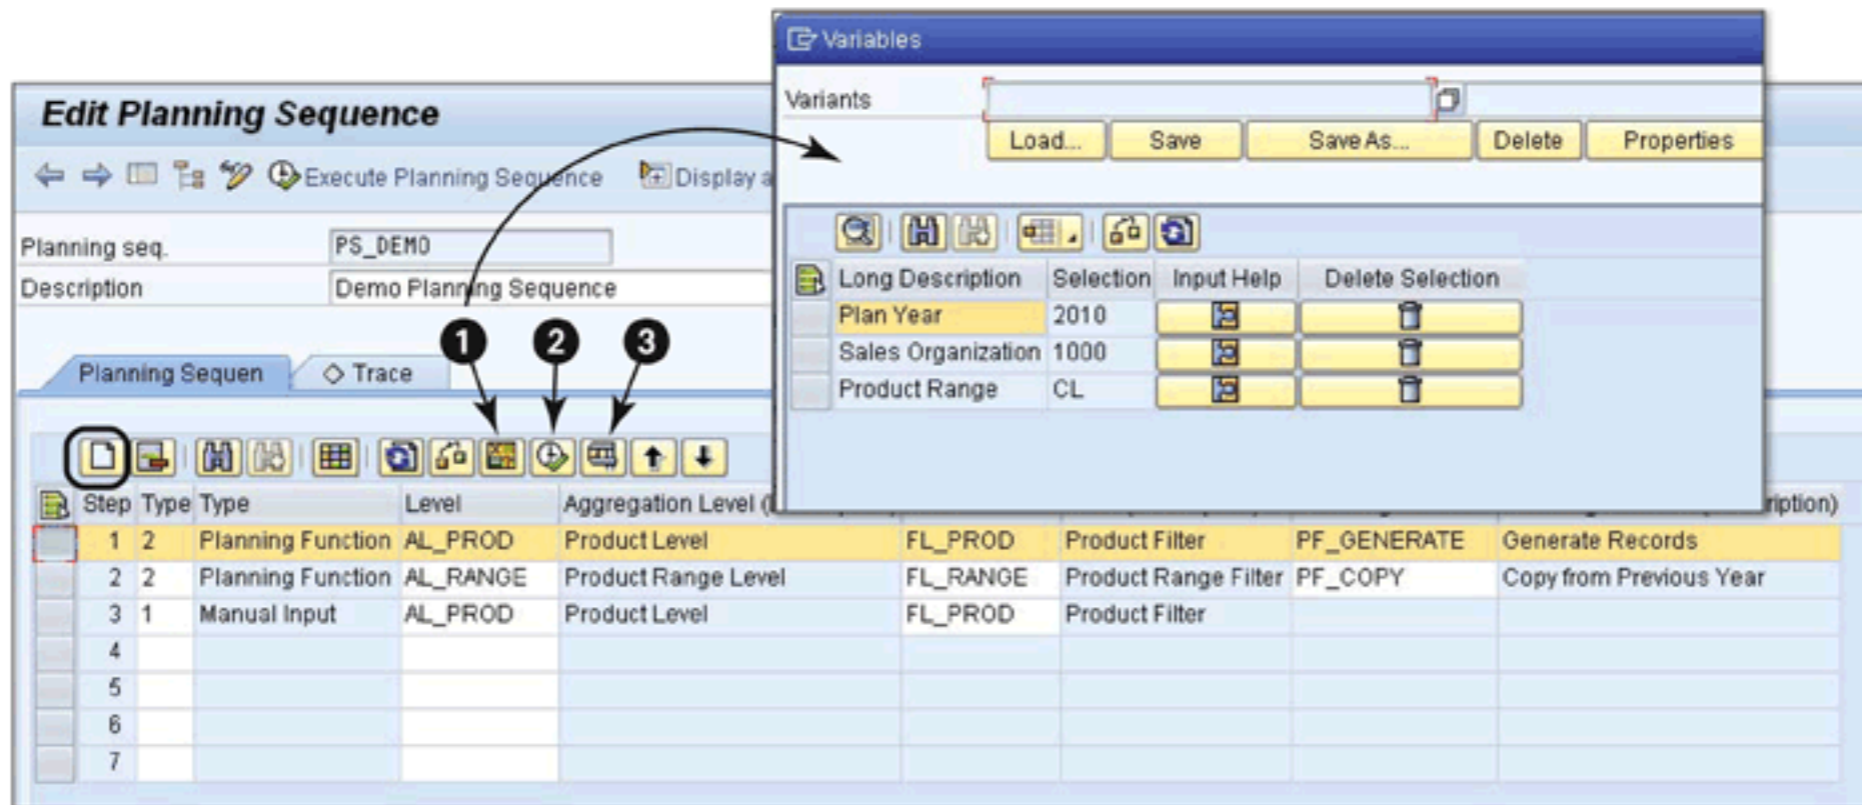 Variables
Variants
Load... Save Save As... Delete Properties
Edit Planning Sequence
Execute Planning Sequence Display a
Planning seq. PS_DEMO
Description Demo Planning Sequence
1 2 3
Planning Sequen Trace
Long Description Selection Input Help Delete Selection
Plan Year 2010
Sales Organization 1000
Product Range CL
Step Type Type Level Aggregation Level ( ription)
1 2 Planning Function AL_PROD Product Level FL_PROD Product Filter PF_GENERATE Generate Records
2 2 Planning Function AL_RANGE Product Range Level FL_RANGE Product Range Filter PF_COPY Copy from Previous Year
3 1 Manual Input AL_PROD Product Level FL_PROD Product Filter
4
5
6
7